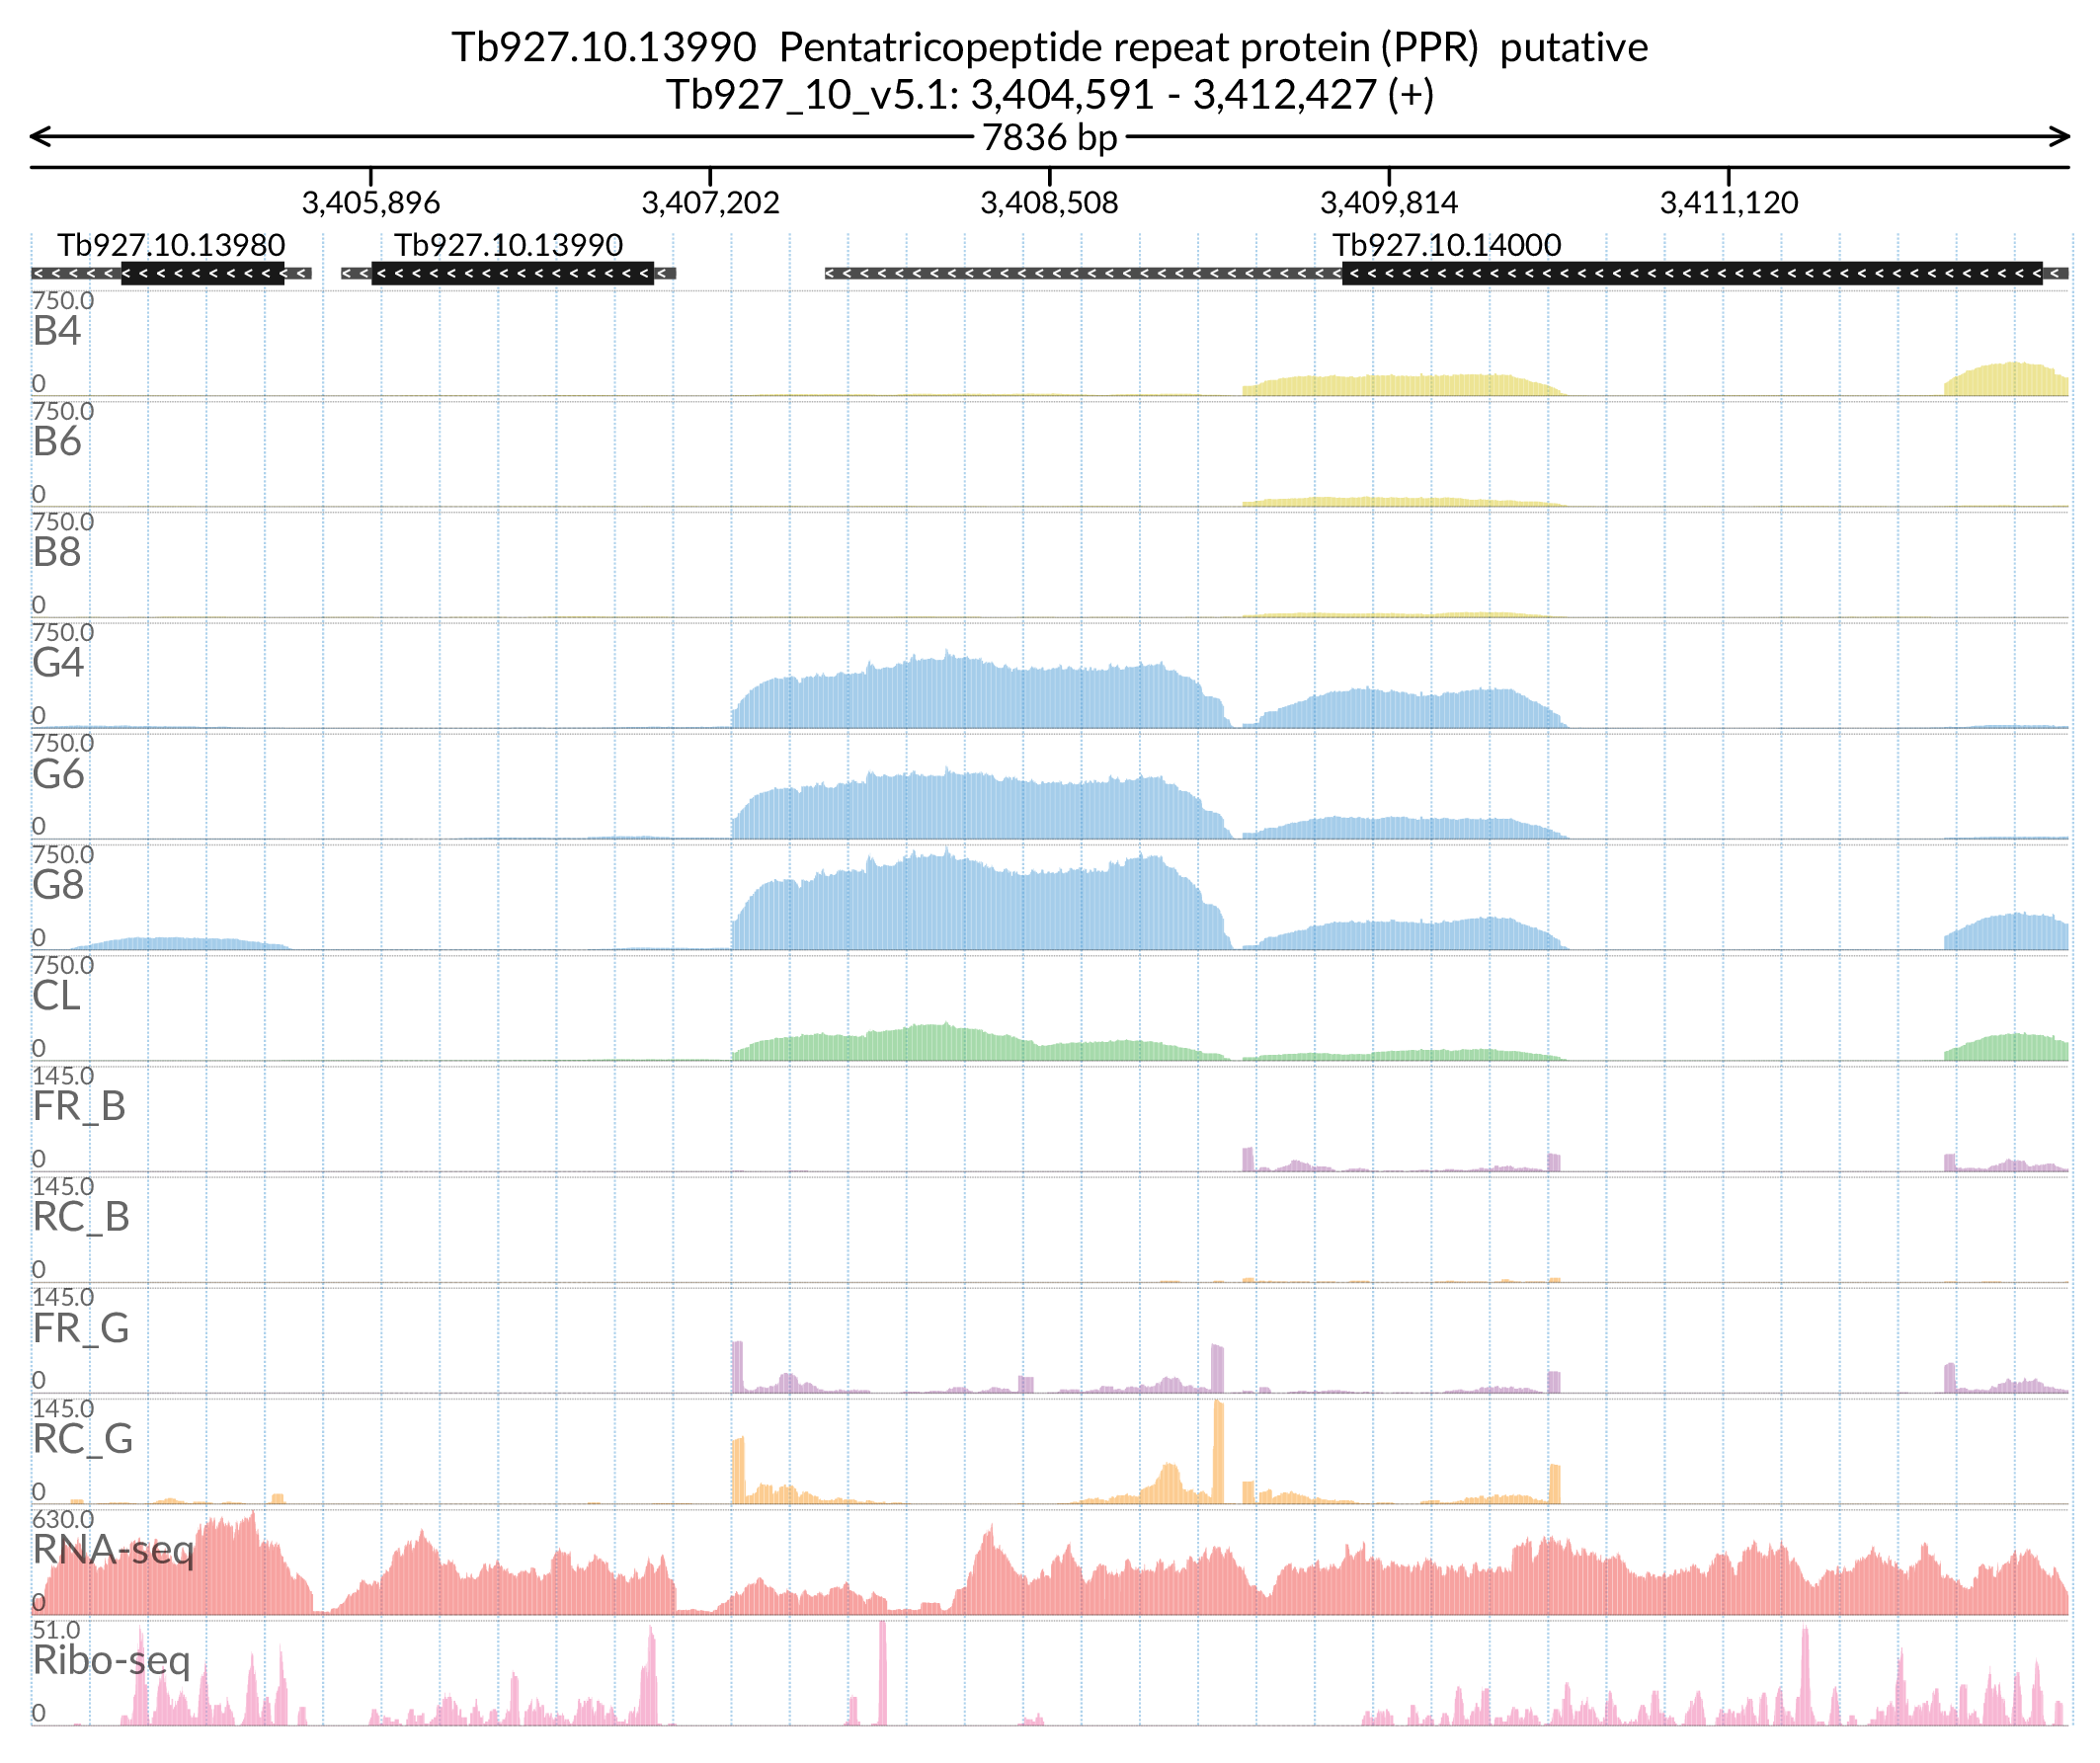 Tb927.10.13990 Pentatricopeptide repeat protein (PPR) putative
Tb927_10_v5.1: 3,404,591 - 3,412,427 (+)
7836 bp
3,405,896 3,407,202 3,408,508 3,409,814 3,411,120
Tb927.10.13980 Tb927.10.13990 Tb927.10.14000
750.0
B4
0
750.0
B6
0
750.0
B8
0
750.0
G4
0
750.0
G6
0
750.0
G8
0
750.0
CL
0
145.0
FR_B
0
145.0
RC_B
0
145.0
FR_G
0
145.0
RC_G
0
630.0
RNA-seq
0
51.0
Ribo-seq
0